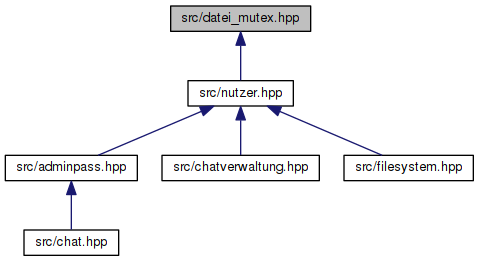 src/datei_mutex.hpp
src/nutzer.hpp
src/adminpass.hpp
src/chatverwaltung.hpp
src/filesystem.hpp
src/chat.hpp